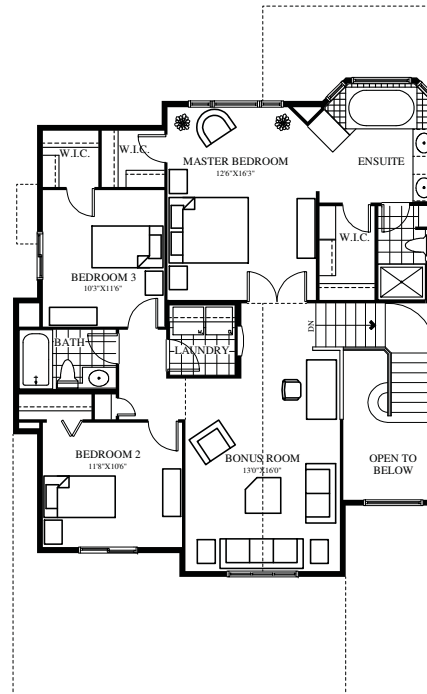 W.I.C.
W.I.C.
MASTER BEDROOM
12'6"X16'3"
ENSUITE
W.I.C.
BEDROOM 3
10'3"X11'6"
DN
BATH
LAUNDRY
BEDROOM 2
11'8"X10'6"
BONUS ROOM
13'0"X16'0"
OPEN TO
BELOW